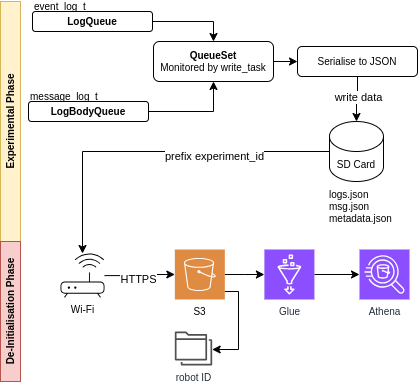 event_log_t
LogQueue
QueueSet
Monitored by write_task
Serialise to JSON
message_log_t
LogBodyQueue
write data
SD Card
prefix experiment_id
logs.json
msg.json
metadata.json
Experimental Phase
De-Initialisation Phase
HTTPS
Wi-Fi
S3
Glue
Athena
robot ID